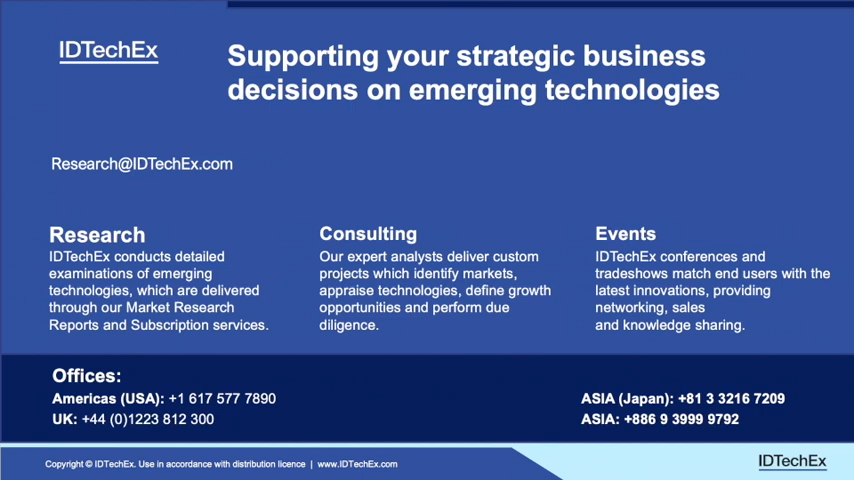 IDTechEx
Supporting your strategic business
decisions on emerging technologies
Research@IDTechEx.com
Research
IDTechEx conducts detailed
examinations of emerging
technologies, which are delivered
through our Market Research
Reports and Subscription services.
Consulting
Our expert analysts deliver custom
projects which identify markets,
appraise technologies, define growth
opportunities and perform due
diligence.
Events
IDTechEx conferences and
tradeshows match end users with the
latest innovations, providing
networking, sales
and knowledge sharing.
Offices:
Americas (USA): +1 617 577 7890
UK: +44 (0)1223 812 300
ASIA (Japan): +81 3 3216 7209
ASIA: +886 9 3999 9792
Copyright © IDTechEx. Use in accordance with distribution licence | www.IDTechEx.com
IDTechEx